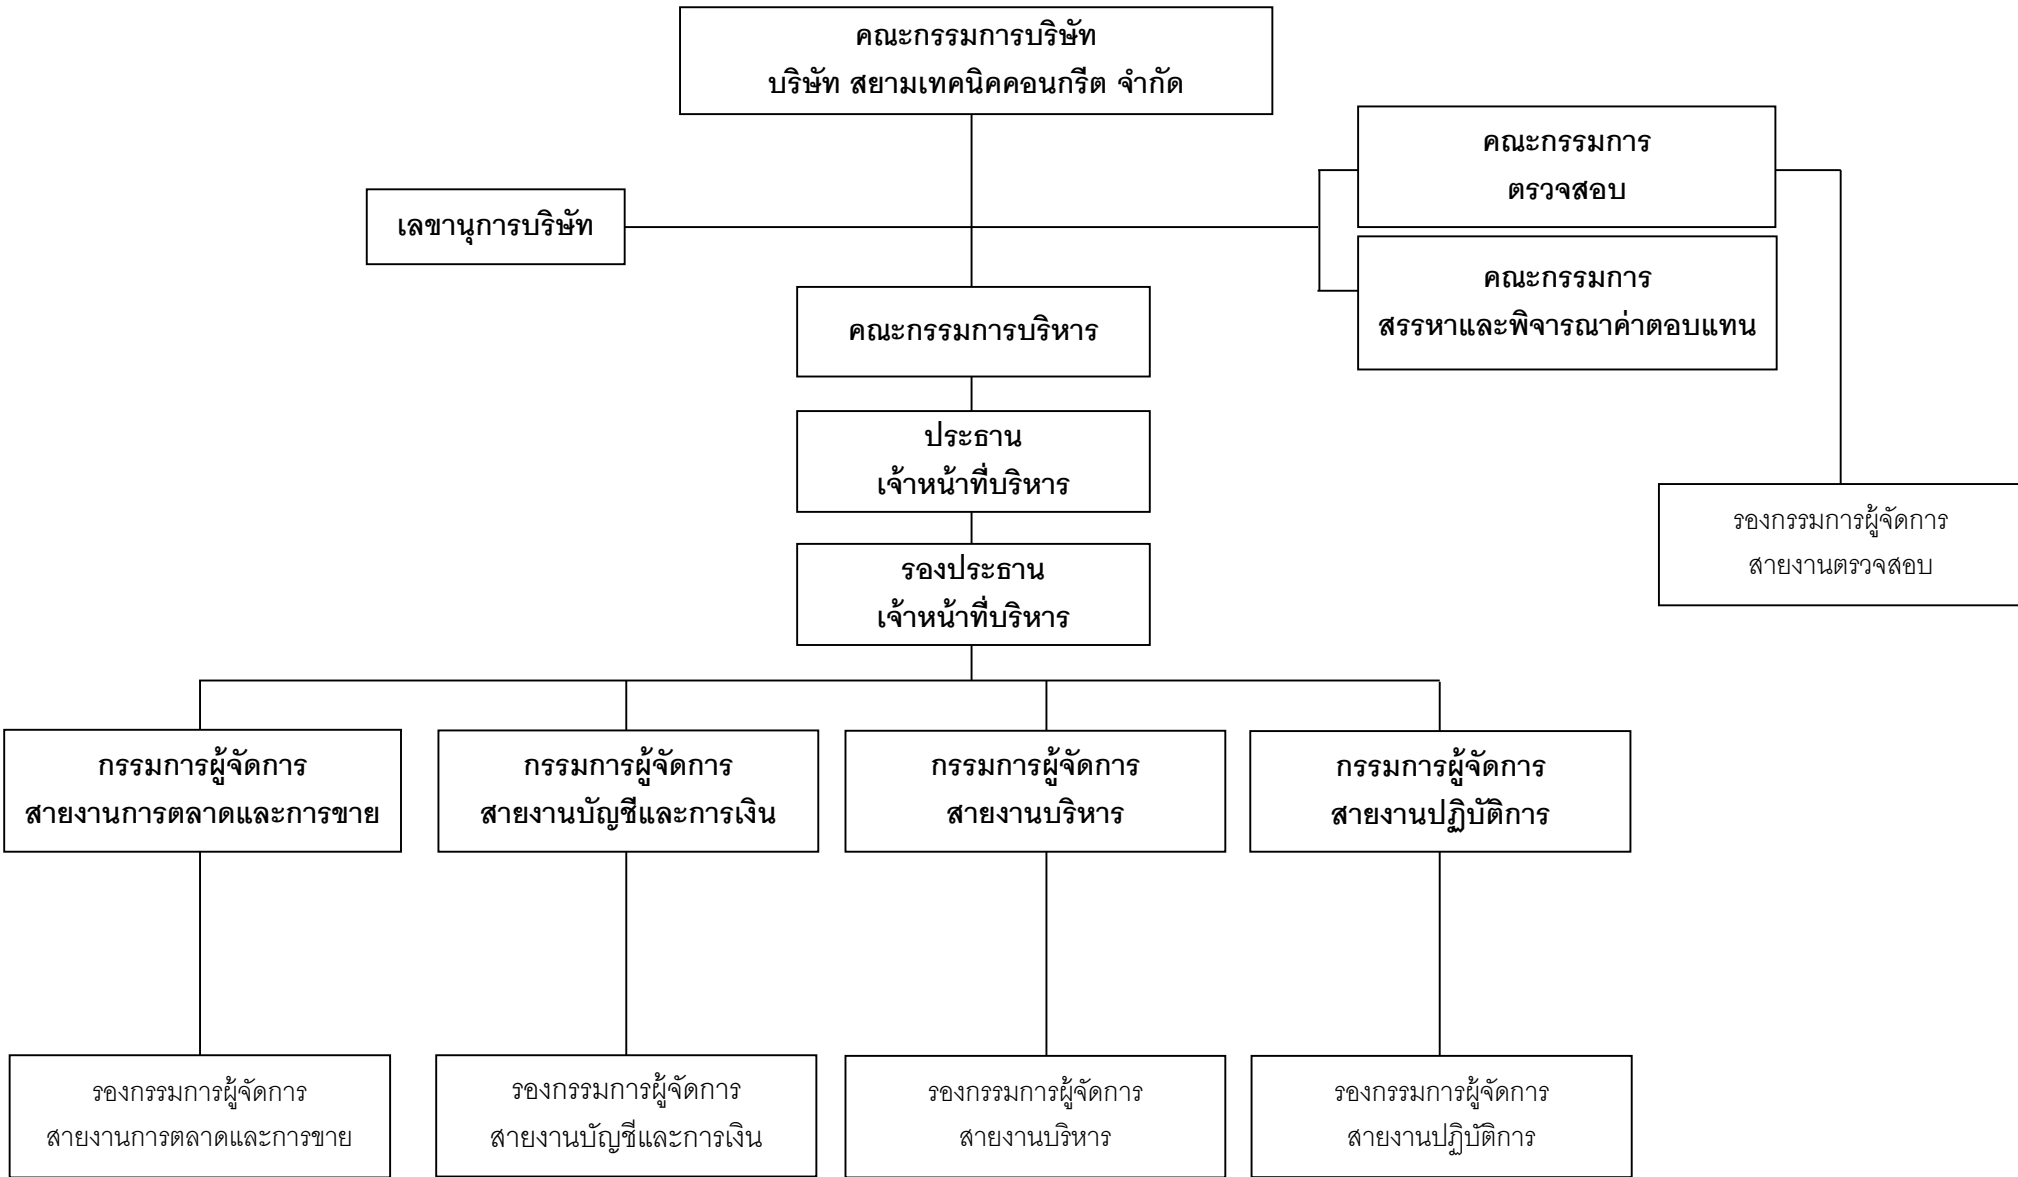 คณะกรรมการบริษัท
บริษัท สยามเทคนิคคอนกรีต จำกัด
คณะกรรมการ
ตรวจสอบ
เลขานุการบริษัท
คณะกรรมการ
สรรหาและพิจารณาค่าตอบแทน
คณะกรรมการบริหาร
ประธาน
เจ้าหน้าที่บริหาร
รองกรรมการผู้จัดการ
สายงานตรวจสอบ
รองประธาน
เจ้าหน้าที่บริหาร
กรรมการผู้จัดการ
สายงานการตลาดและการขาย
กรรมการผู้จัดการ
สายงานบัญชีและการเงิน
กรรมการผู้จัดการ
สายงานบริหาร
กรรมการผู้จัดการ
สายงานปฏิบัติการ
รองกรรมการผู้จัดการ
สายงานการตลาดและการขาย
รองกรรมการผู้จัดการ
สายงานบัญชีและการเงิน
รองกรรมการผู้จัดการ
สายงานบริหาร
รองกรรมการผู้จัดการ
สายงานปฏิบัติการ